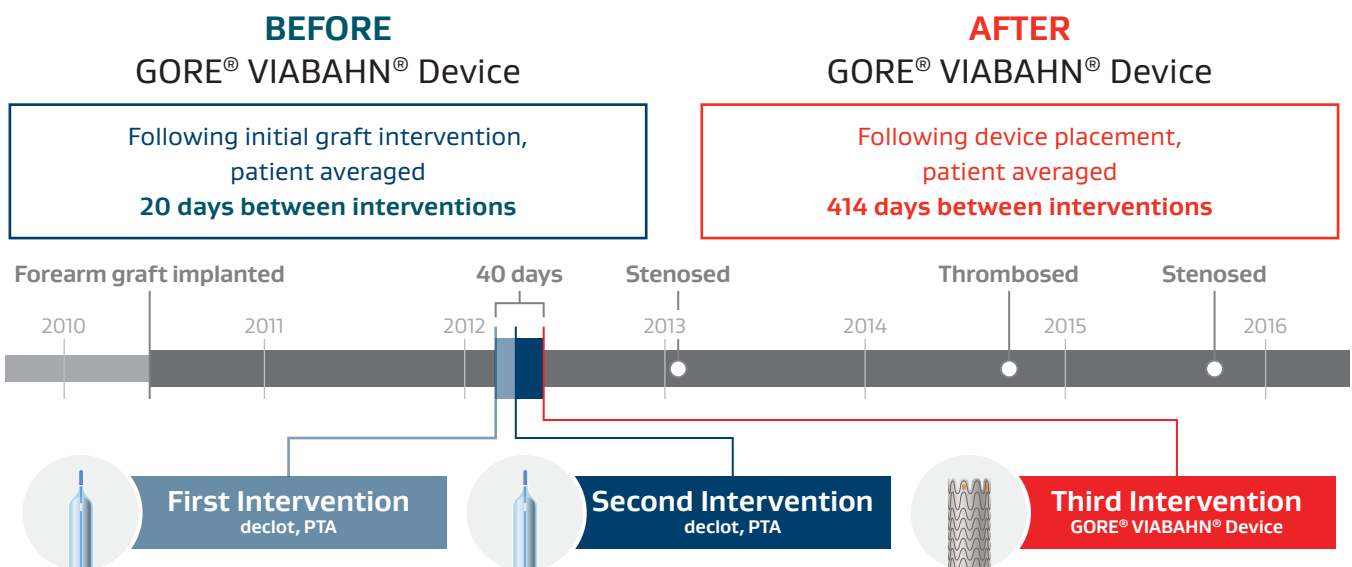 BEFORE
GORE® VIABAHN® Device
Following initial graft intervention,
patient averaged
20 days between interventions
AFTER
GORE® VIABAHN® Device
Following device placement,
patient averaged
414 days between interventions
Forearm graft implanted
40 days
Stenosed
Thrombosed
Stenosed
2010
2011
2012
2013
2014
2015
2016
First Intervention
declot, PTA
Second Intervention
declot, PTA
Third Intervention
GORE® VIABAHN® Device